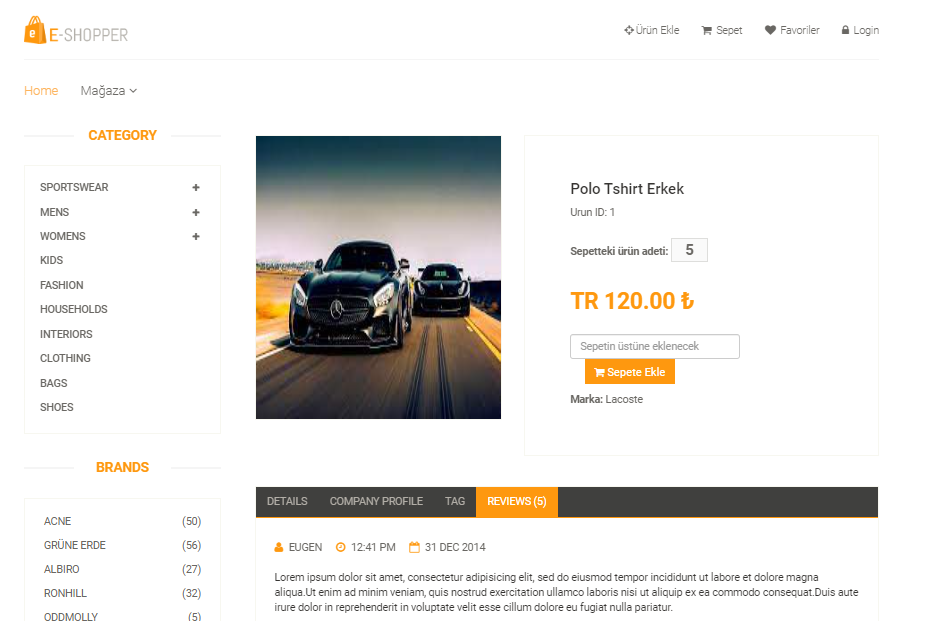 E-SHOPPER
Ürün Ekle
Sepet
Favoriler
Login
Home
Mağaza
CATEGORY
SPORTSWEAR
MENS
WOMENS
KIDS
FASHION
HOUSEHOLDS
INTERIORS
CLOTHING
BAGS
SHOES
BRANDS
ACNE (50)
GRÜNE ERDE (56)
ALBIRO (27)
RONHILL (32)
ODDMOLLY (5)
Polo Tshirt Erkek
Urun ID: 1
Sepetteki ürün adeti: 5
TR 120.00 ₺
Sepetin üstüne eklenecek
Sepete Ekle
Marka: Lacoste
DETAILS COMPANY PROFILE TAG REVIEWS (5)
EUGEN 12:41 PM 31 DEC 2014
Lorem ipsum dolor sit amet, consectetur adipisicing elit, sed do eiusmod tempor incididunt ut labore et dolore magna
aliqua.Ut enim ad minim veniam, quis nostrud exercitation ullamco laboris nisi ut aliquip ex ea commodo consequat.Duis aute
irure dolor in reprehenderit in voluptate velit esse cillum dolore eu fugiat nulla pariatur.